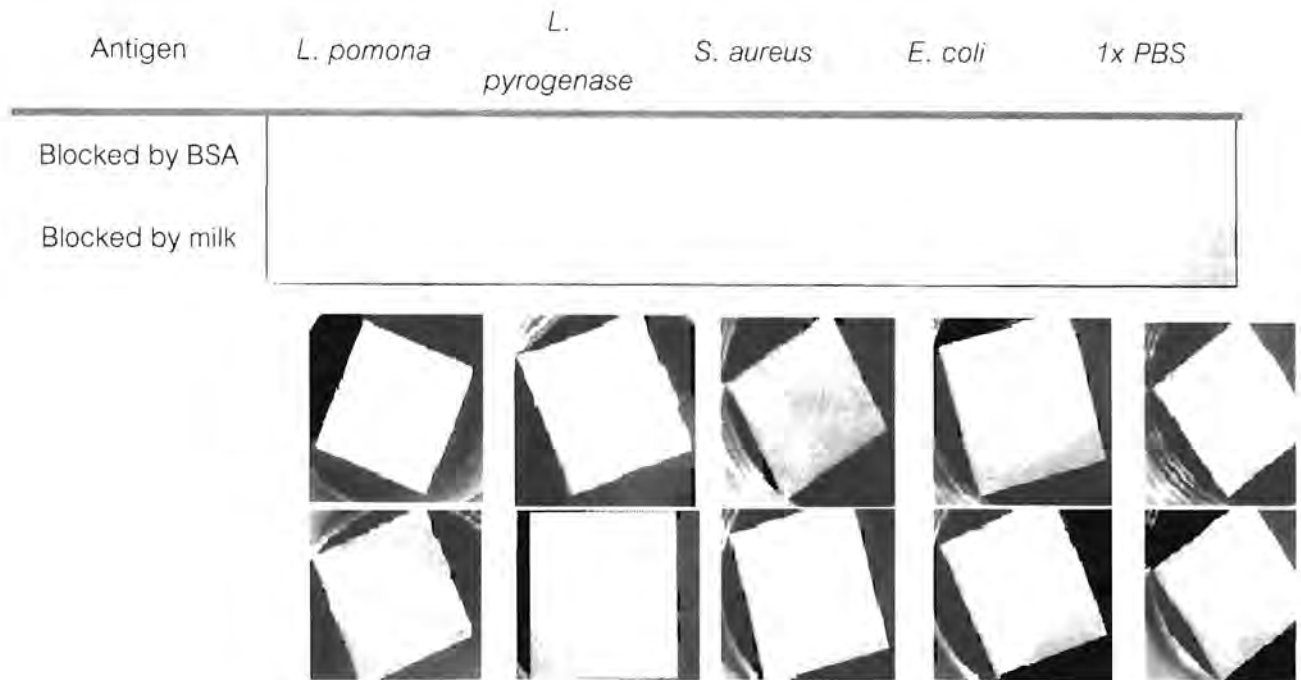 Antigen L. pomona L. pyrogenase S. aureus E. coli 1x PBS
Blocked by BSA
Blocked by milk